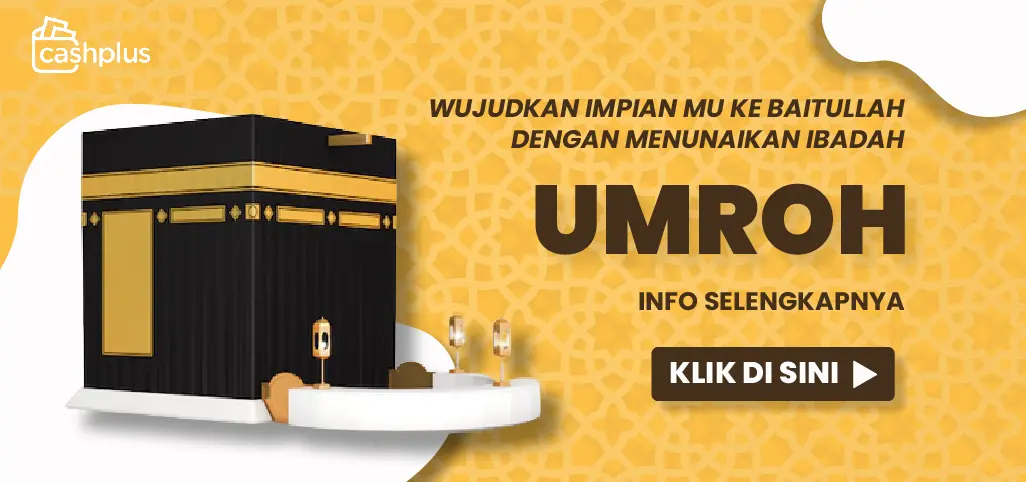 cashplus
WUJUDKAN IMPIAN MU KE BAITULLAH
DENGAN MENUNAIKAN IBADAH
UMROH
INFO SELENGKAPNYA
KLIK DI SINI